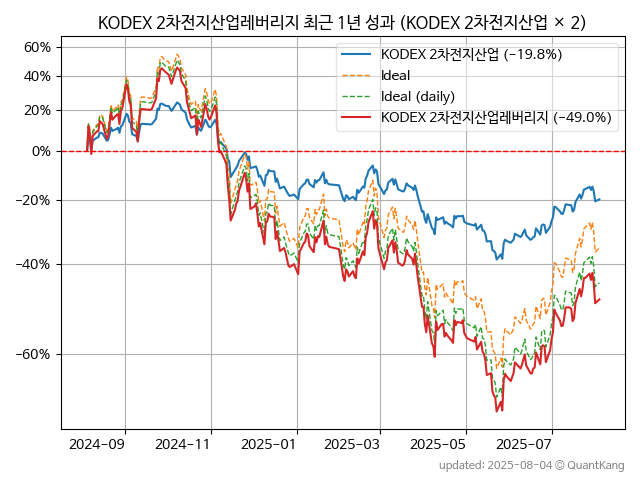 KODEX 2차전지산업레버리지 최근 1년 성과 (KODEX 2차전지산업 × 2)
60%
40%
20%
0%
−20%
−40%
−60%
KODEX 2차전지산업 (−19.8%)
Ideal
Ideal (daily)
KODEX 2차전지산업레버리지 (−49.0%)
2024-09
2024-11
2025-01
2025-03
2025-05
2025-07
updated: 2025-08-04 © QuantKang